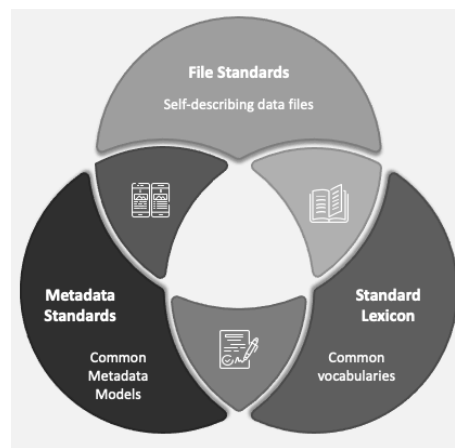 File Standards
Self-describing data files
Metadata
Standards
Common
Metadata
Models
Standard
Lexicon
Common
vocabularies